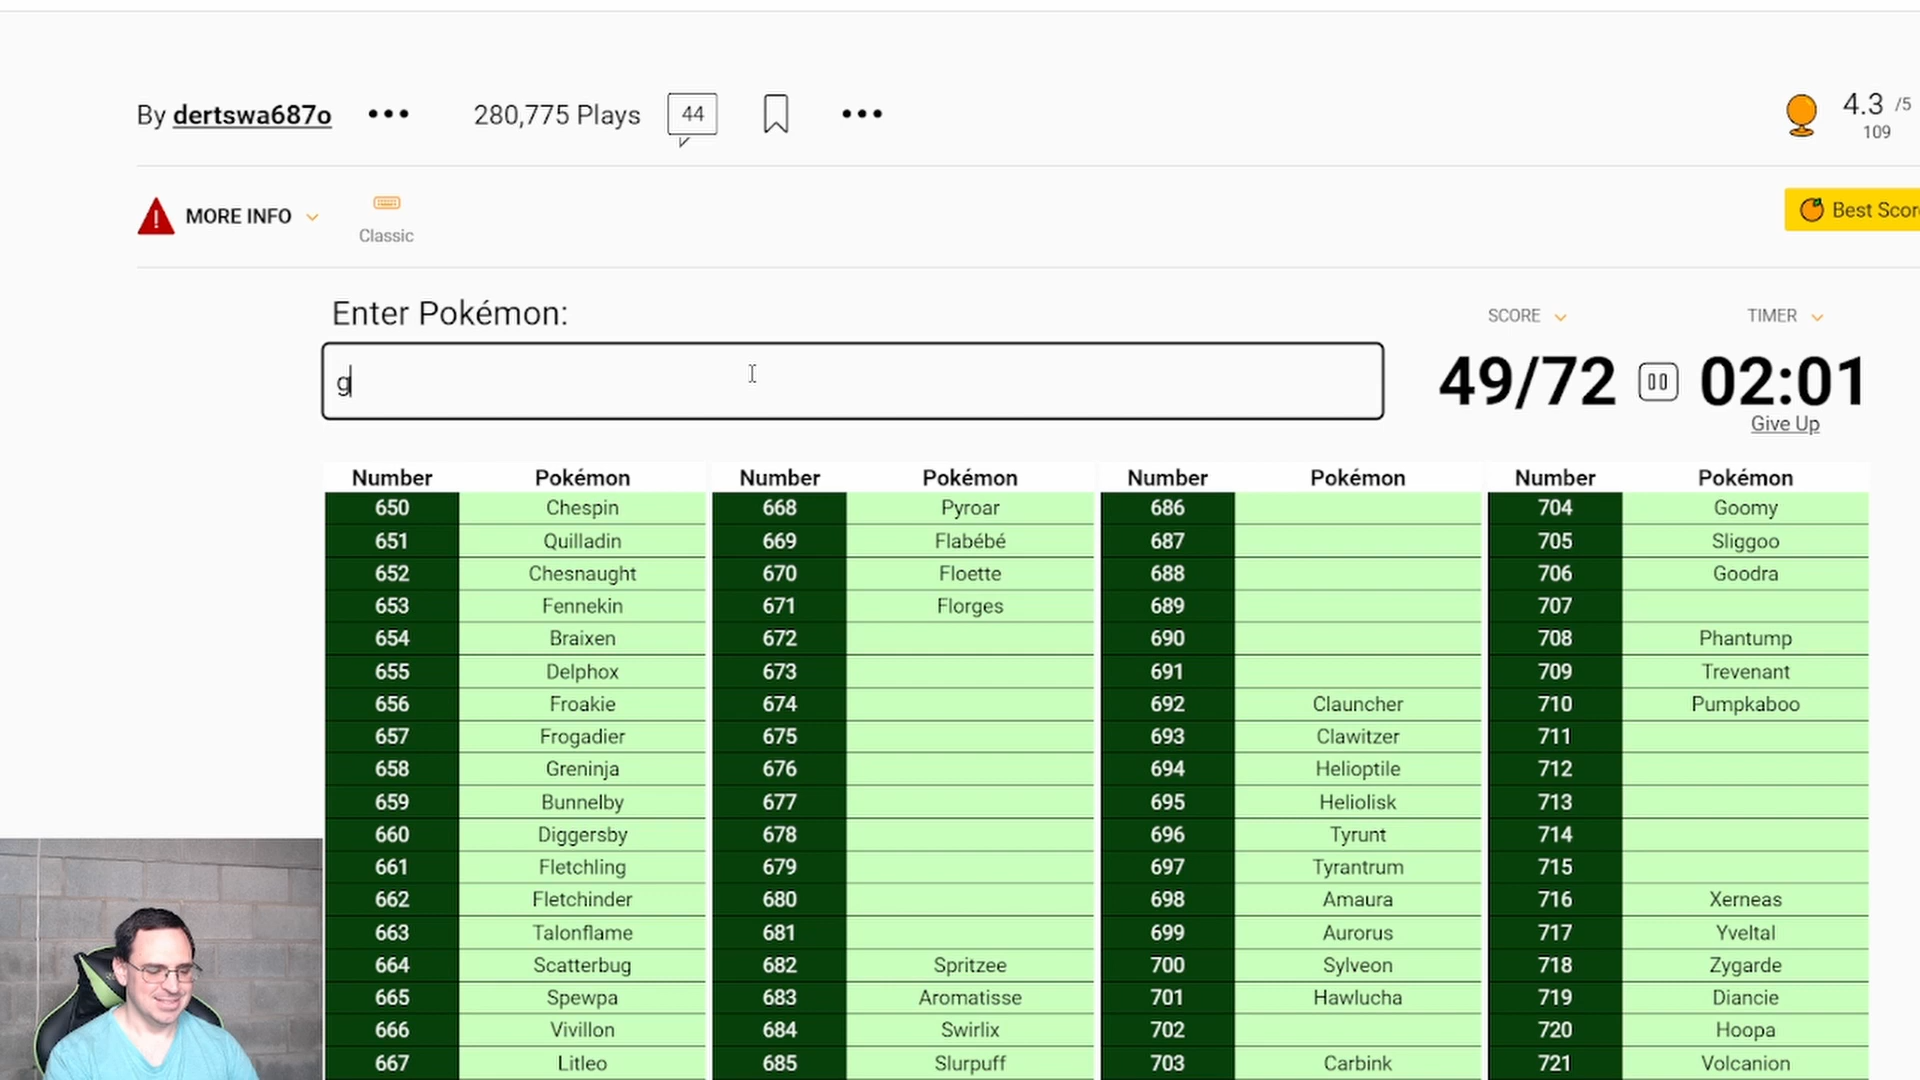 By dertswa687o ••• 280,775 Plays 44 •••
4.3 /5
109
MORE INFO
Classic
Best Scor
Enter Pokémon:
SCORE
TIMER
g
49/72
02:01
Give Up
Number Pokémon Number Pokémon Number Pokémon Number Pokémon
650 Chespin 668 Pyroar 686 704 Goomy
651 Quilladin 669 Flabébé 687 705 Sliggoo
652 Chesnaught 670 Floette 688 706 Goodra
653 Fennekin 671 Florges 689 707
654 Braixen 672 690 708 Phantump
655 Delphox 673 691 709 Trevenant
656 Froakie 674 692 Clauncher 710 Pumpkaboo
657 Frogadier 675 693 Clawitzer 711
658 Greninja 676 694 Helioptile 712
659 Bunnelby 677 695 Heliolisk 713
660 Diggersby 678 696 Tyrunt 714
661 Fletchling 679 697 Tyrantrum 715
662 Fletchinder 680 698 Amaura 716 Xerneas
663 Talonflame 681 699 Aurorus 717 Yveltal
664 Scatterbug 682 Spritzee 700 Sylveon 718 Zygarde
665 Spewpa 683 Aromatisse 701 Hawlucha 719 Diancie
666 Vivillon 684 Swirlix 702 720 Hoopa
667 Litleo 685 Slurpuff 703 Carbink 721 Volcanion